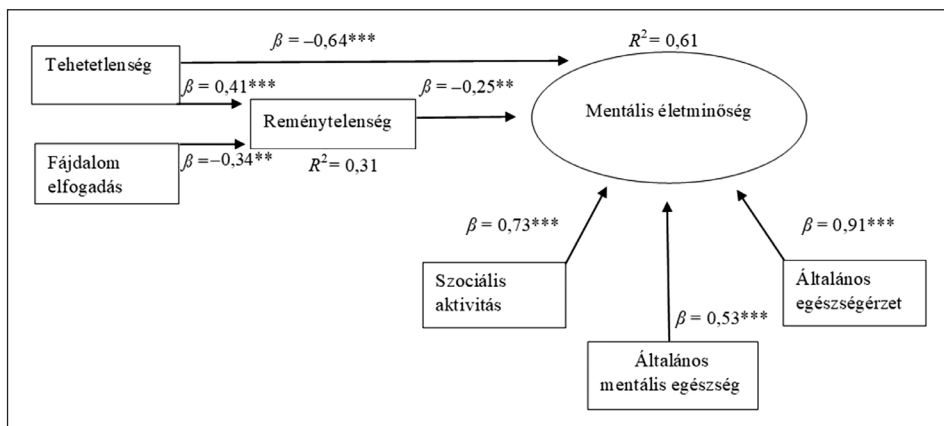 β = –0,64***
R² = 0,61
Tehetetlenség
β = 0,41***
β = –0,25**
Reménytelenség
Mentális életminőség
Fájdalom
elfogadás
β =–0,34**
R² = 0,31
β = 0,73***
β = 0,91***
Szociális
aktivitás
Általános
egészségérzet
β = 0,53***
Általános
mentális egészség